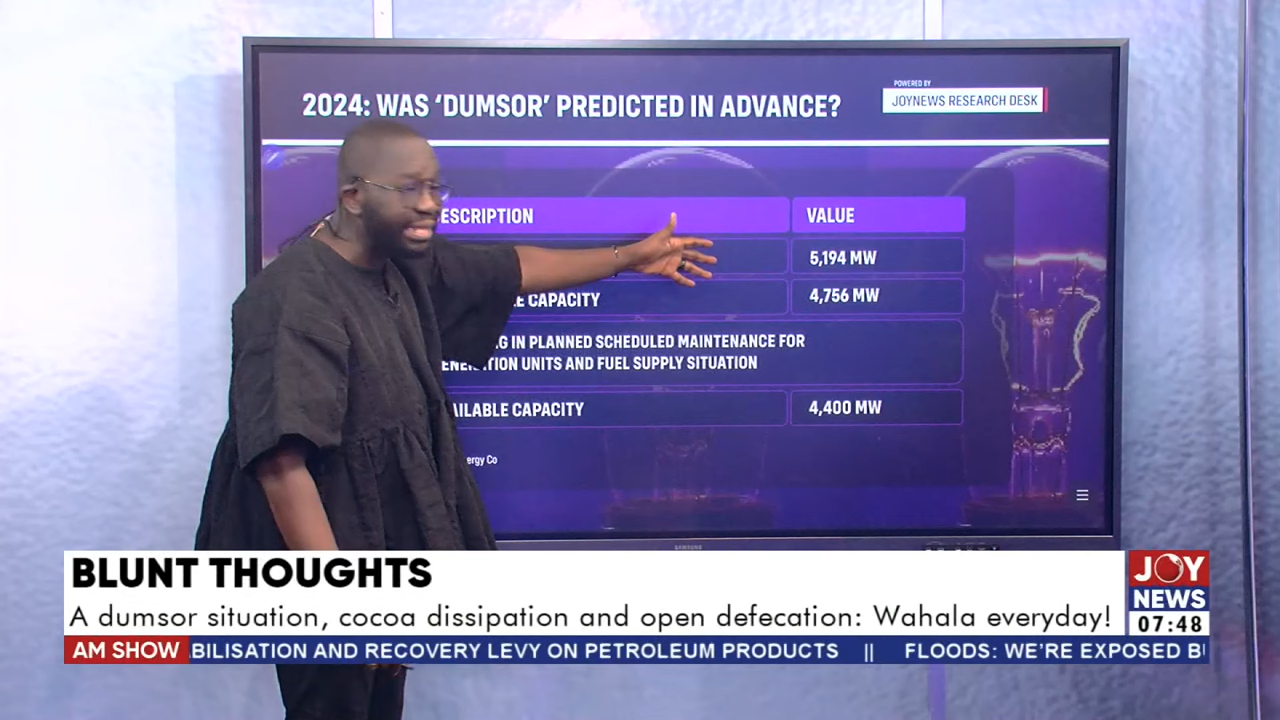 POWERED BY
2024: WAS ‘DUMSOR’ PREDICTED IN ADVANCE?
JOYNEWS RESEARCH DESK
ESCRIPTION VALUE
5,194 MW
E CAPACITY 4,756 MW
G IN PLANNED SCHEDULED MAINTENANCE FOR
UNITS AND FUEL SUPPLY SITUATION
AILABLE CAPACITY 4,400 MW
ergy Co
SAMSUNG
BLUNT THOUGHTS
A dumsor situation, cocoa dissipation and open defecation: Wahala everyday!
JOY
NEWS
07:48
AM SHOW BILISATION AND RECOVERY LEVY ON PETROLEUM PRODUCTS || FLOODS: WE'RE EXPOSED B